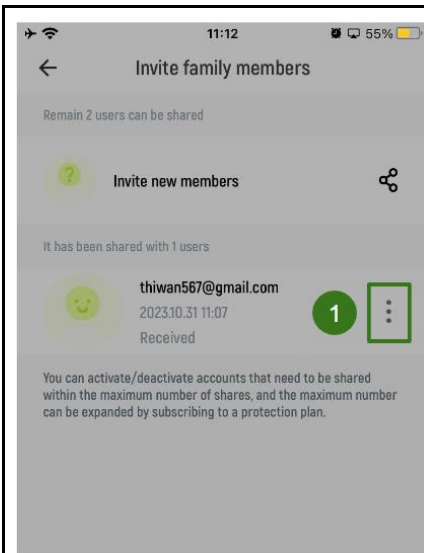 11:12
55%
Invite family members
Remain 2 users can be shared
?
Invite new members
It has been shared with 1 users
thiwan567@gmail.com
2023.10.31 11:07
Received
1
You can activate/deactivate accounts that need to be shared
within the maximum number of shares, and the maximum number
can be expanded by subscribing to a protection plan.